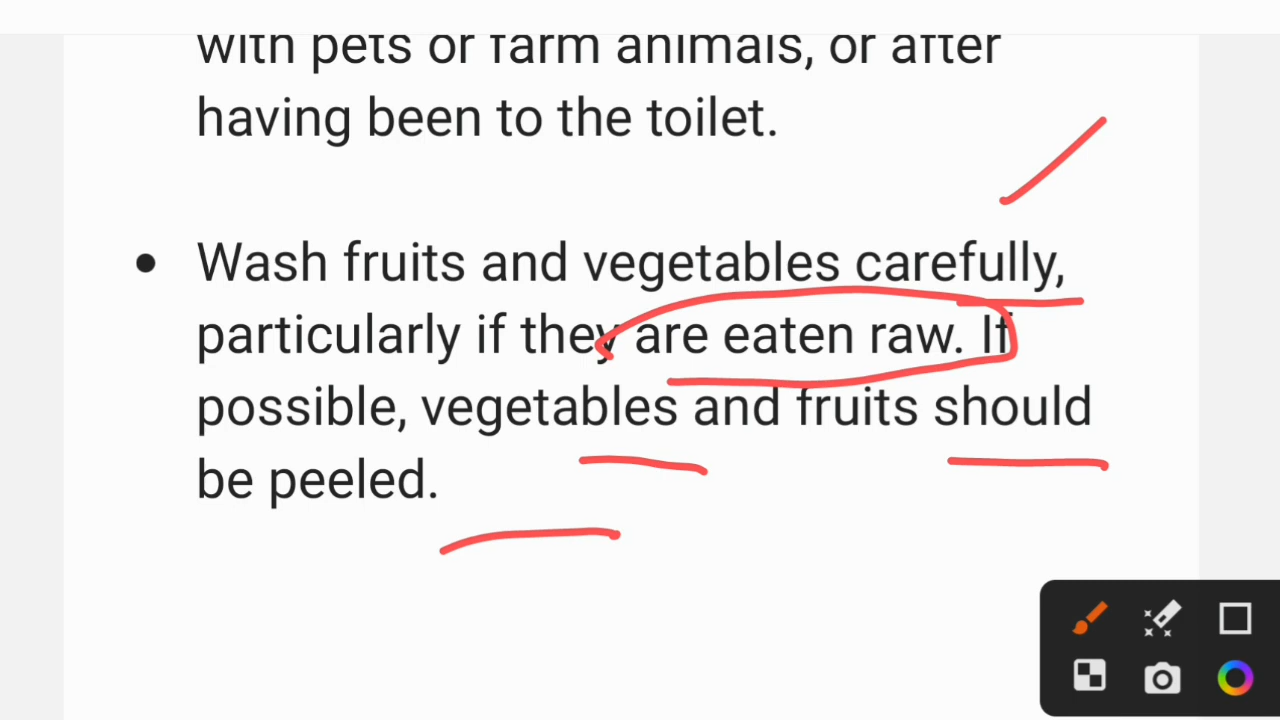 with pets or farm animals, or after
having been to the toilet.
• Wash fruits and vegetables carefully,
particularly if they are eaten raw. If
possible, vegetables and fruits should
be peeled.